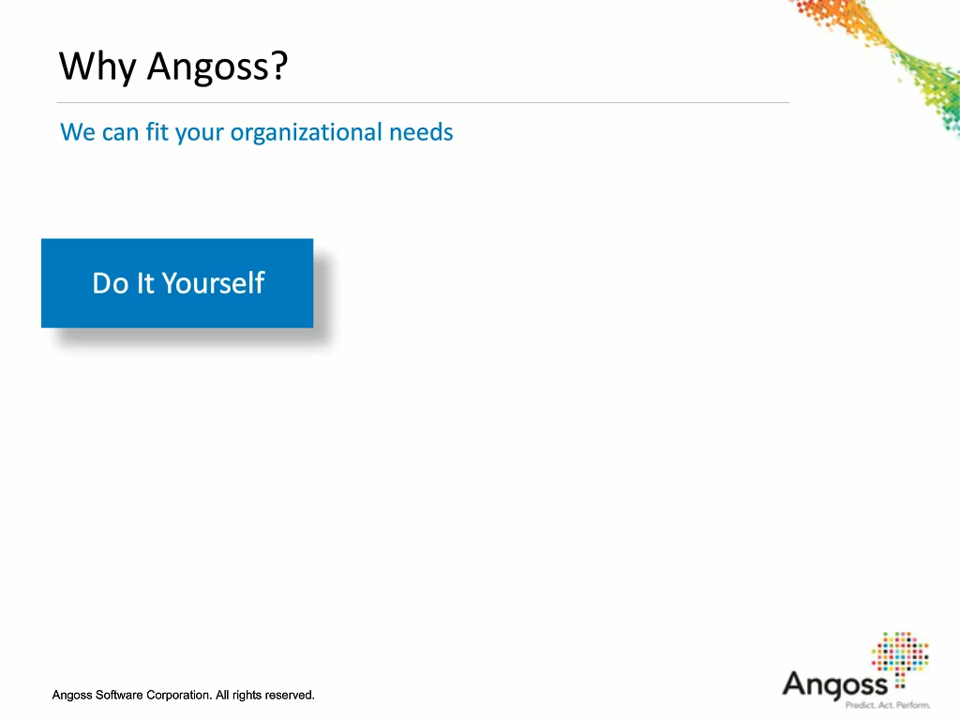 Why Angoss?
We can fit your organizational needs
Do It Yourself
Angoss Software Corporation. All rights reserved.
Angoss
Predict. Act. Perform.